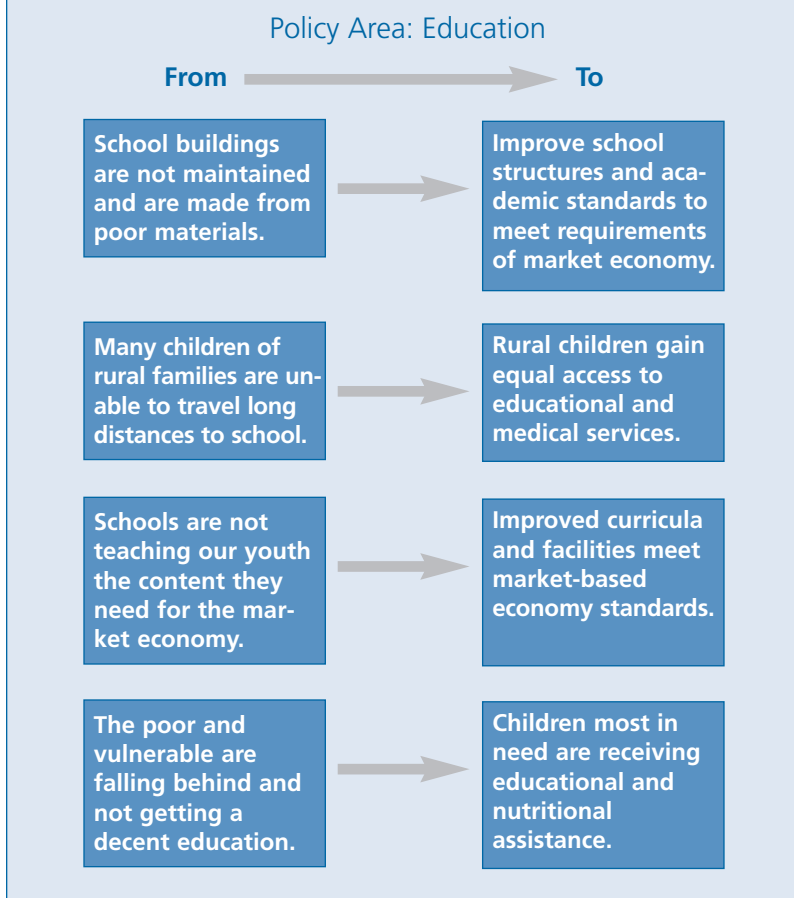 Policy Area: Education
From
To
School buildings
are not maintained
and are made from
poor materials.
Improve school
structures and aca-
demic standards to
meet requirements
of market economy.
Many children of
rural families are un-
able to travel long
distances to school.
Rural children gain
equal access to
educational and
medical services.
Schools are not
teaching our youth
the content they
need for the mar-
ket economy.
Improved curricula
and facilities meet
market-based
economy standards.
The poor and
vulnerable are
falling behind and
not getting a
decent education.
Children most in
need are receiving
educational and
nutritional
assistance.